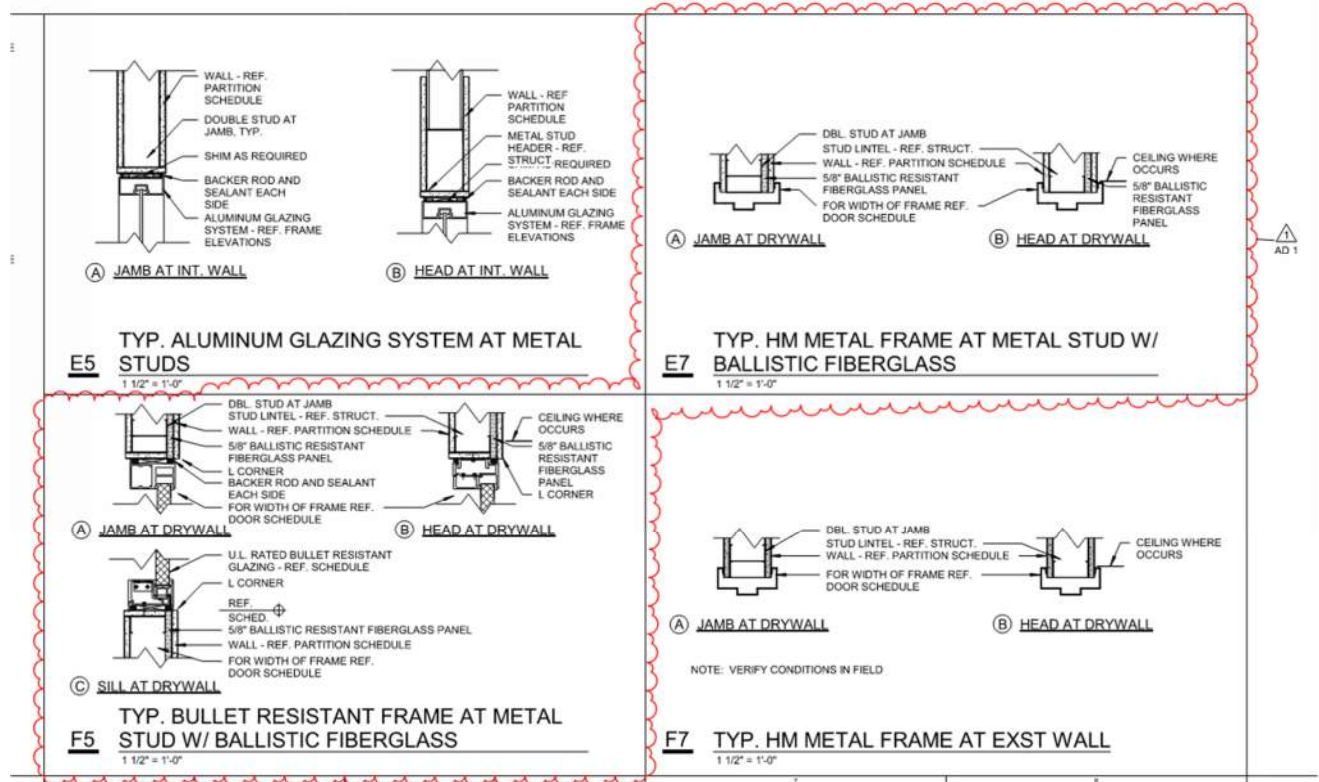 WALL - REF.
PARTITION
SCHEDULE
DOUBLE STUD AT
JAMB, TYP.
SHIM AS REQUIRED
BACKER ROD AND
SEALANT EACH
SIDE
ALUMINUM GLAZING
SYSTEM - REF. FRAME
ELEVATIONS
A JAMB AT INT. WALL
WALL - REF
PARTITION
SCHEDULE
METAL STUD
HEADER - REF.
STRUCT.
REQUIRED
BACKER ROD AND
SEALANT EACH SIDE
ALUMINUM GLAZING
SYSTEM - REF. FRAME
ELEVATIONS
B HEAD AT INT. WALL
E5 TYP. ALUMINUM GLAZING SYSTEM AT METAL
STUDS
1 1/2" = 1'-0"
DBL. STUD AT JAMB
STUD LINTEL - REF. STRUCT.
WALL - REF. PARTITION SCHEDULE
5/8" BALLISTIC RESISTANT
FIBERGLASS PANEL
FOR WIDTH OF FRAME REF.
DOOR SCHEDULE
CEILING WHERE
OCCURS
5/8" BALLISTIC
RESISTANT
FIBERGLASS
PANEL
A JAMB AT DRYWALL
B HEAD AT DRYWALL
1
AD 1
E7 TYP. HM METAL FRAME AT METAL STUD W/
BALLISTIC FIBERGLASS
1 1/2" = 1'-0"
DBL. STUD AT JAMB
STUD LINTEL - REF. STRUCT.
WALL - REF. PARTITION SCHEDULE
5/8" BALLISTIC RESISTANT
FIBERGLASS PANEL
L CORNER
BACKER ROD AND SEALANT
EACH SIDE
FOR WIDTH OF FRAME REF.
DOOR SCHEDULE
CEILING WHERE
OCCURS
5/8" BALLISTIC
RESISTANT
FIBERGLASS
PANEL
L CORNER
A JAMB AT DRYWALL
B HEAD AT DRYWALL
U.L. RATED BULLET RESISTANT
GLAZING - REF. SCHEDULE
L CORNER
REF.
SCHED.
5/8" BALLISTIC RESISTANT FIBERGLASS PANEL
WALL - REF. PARTITION SCHEDULE
FOR WIDTH OF FRAME REF.
DOOR SCHEDULE
C SILL AT DRYWALL
F5 TYP. BULLET RESISTANT FRAME AT METAL
STUD W/ BALLISTIC FIBERGLASS
1 1/2" = 1'-0"
DBL. STUD AT JAMB
STUD LINTEL - REF. STRUCT.
WALL - REF. PARTITION SCHEDULE
FOR WIDTH OF FRAME REF.
DOOR SCHEDULE
CEILING WHERE
OCCURS
A JAMB AT DRYWALL
B HEAD AT DRYWALL
NOTE: VERIFY CONDITIONS IN FIELD
F7 TYP. HM METAL FRAME AT EXST WALL
1 1/2" = 1'-0"